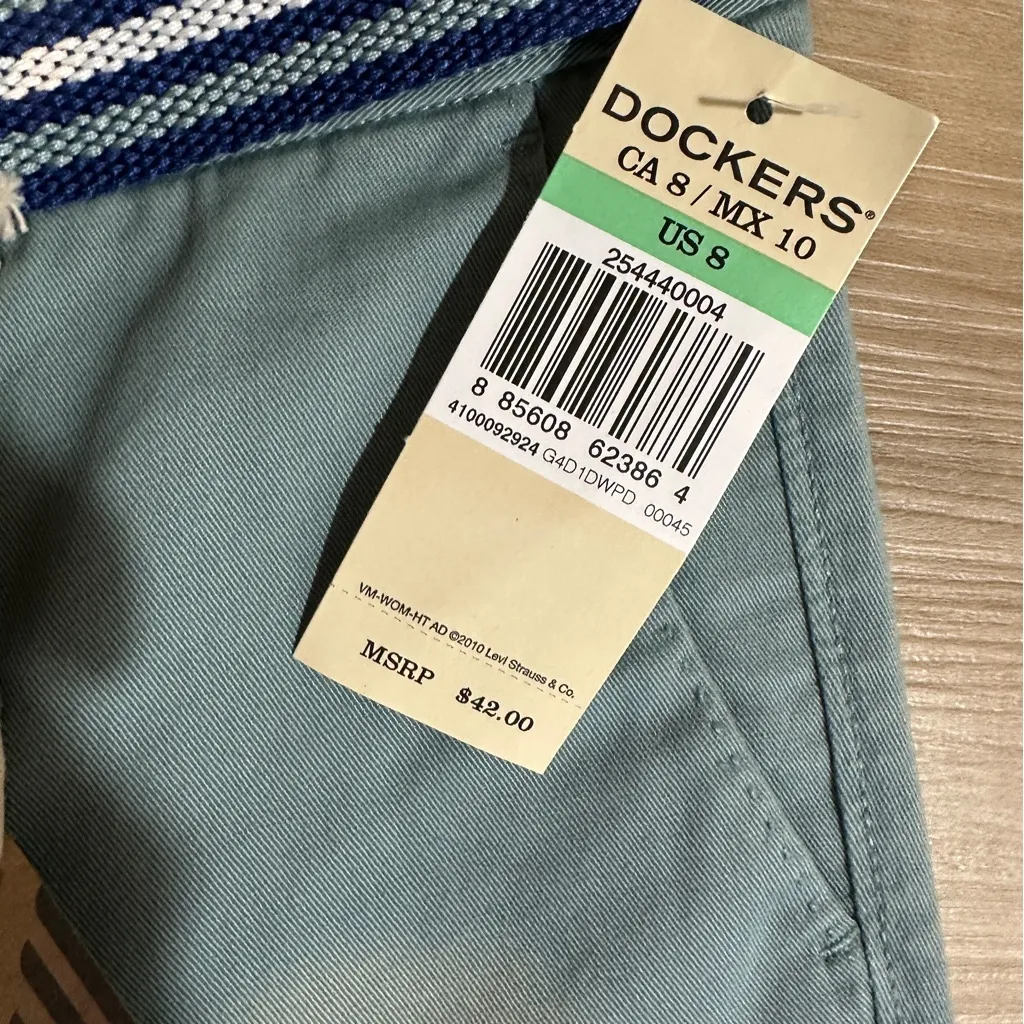 DOCKERS®
CA 8 / MX 10
US 8
254440004
8 85608 62386 4
4100092924 G4D1DWPD 00045
VM-WOM-HT AD ©2010 Levi Strauss & Co.
MSRP $42.00